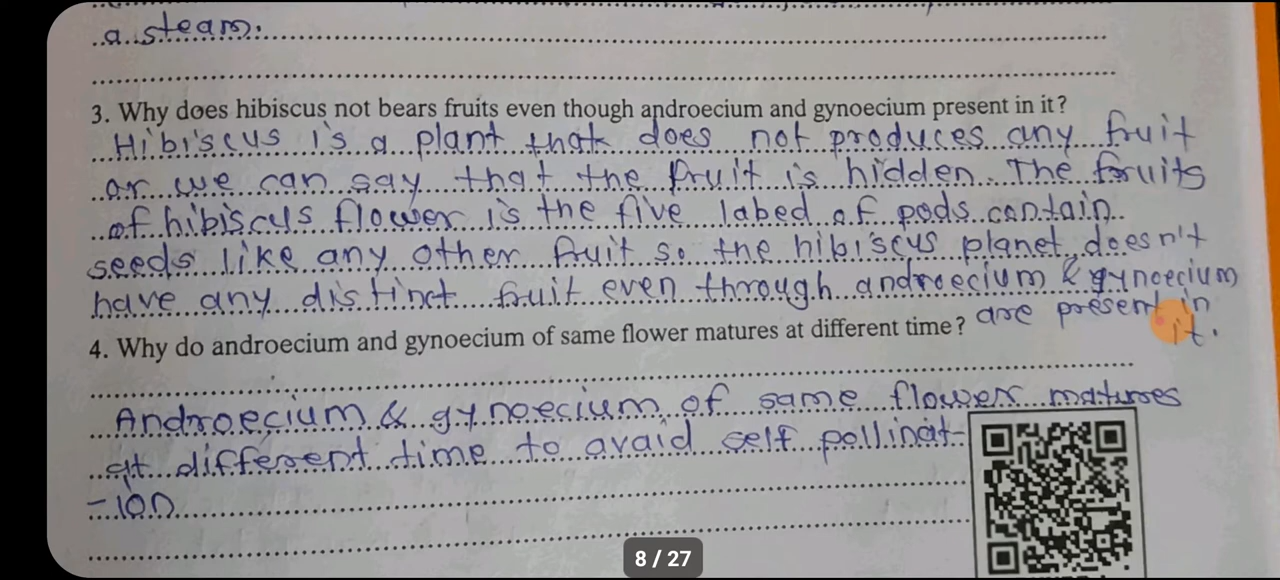 a steam.
3. Why does hibiscus not bears fruits even though androecium and gynoecium present in it?
Hibiscus is a plant that does not produces any fruit
or we can say that the fruit is hidden. The fruits
of hibiscus flower is the five labed of pods contain
seeds like any other fruit so the hibiscus planet doesn't
have any distinct fruit even through androecium & gynoecium
are present in
it.
4. Why do androecium and gynoecium of same flower matures at different time?
Androecium & gynoecium of same flower matures
at different time to avaid self pollinat-
-ion
8 / 27